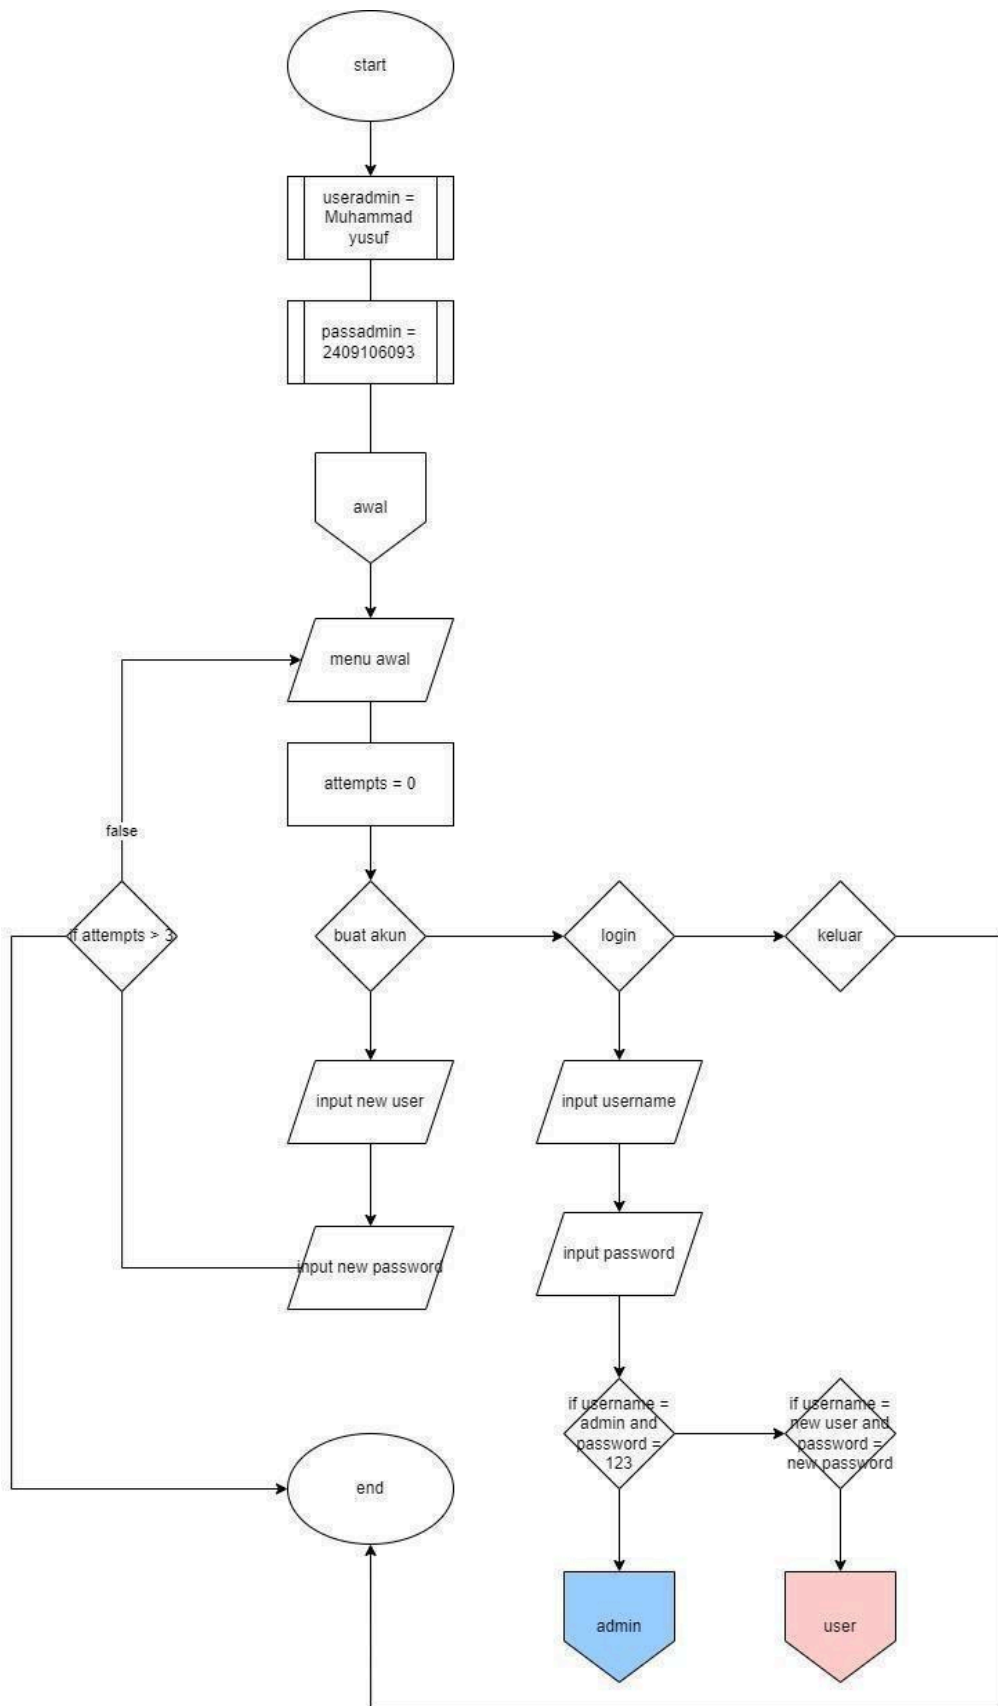 start
useradmin =
Muhammad
yusuf
passadmin =
2409106093
awal
menu awal
attempts = 0
false
if attempts > 3
buat akun
login
keluar
input new user
input username
input new password
input password
if username =
admin and
password =
123
if username =
new user and
password =
new password
end
admin
user